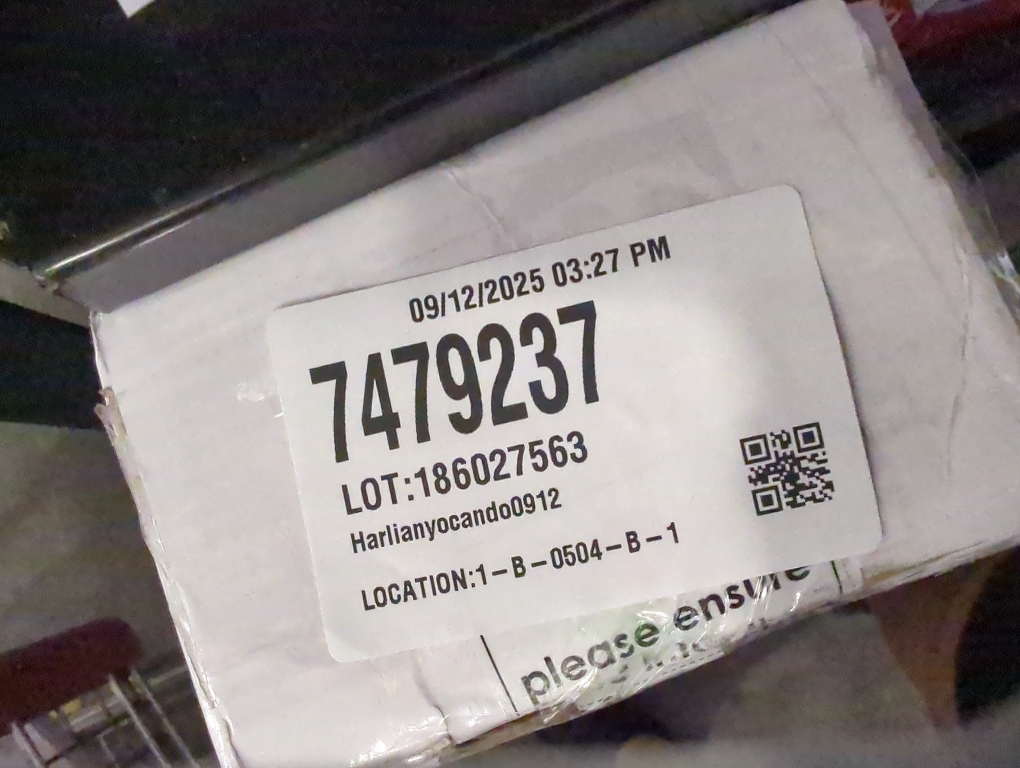 09/12/2025 03:27 PM
7479237
LOT:186027563
Harlianyocando0912
LOCATION:1-B-0504-B-1
please ensure